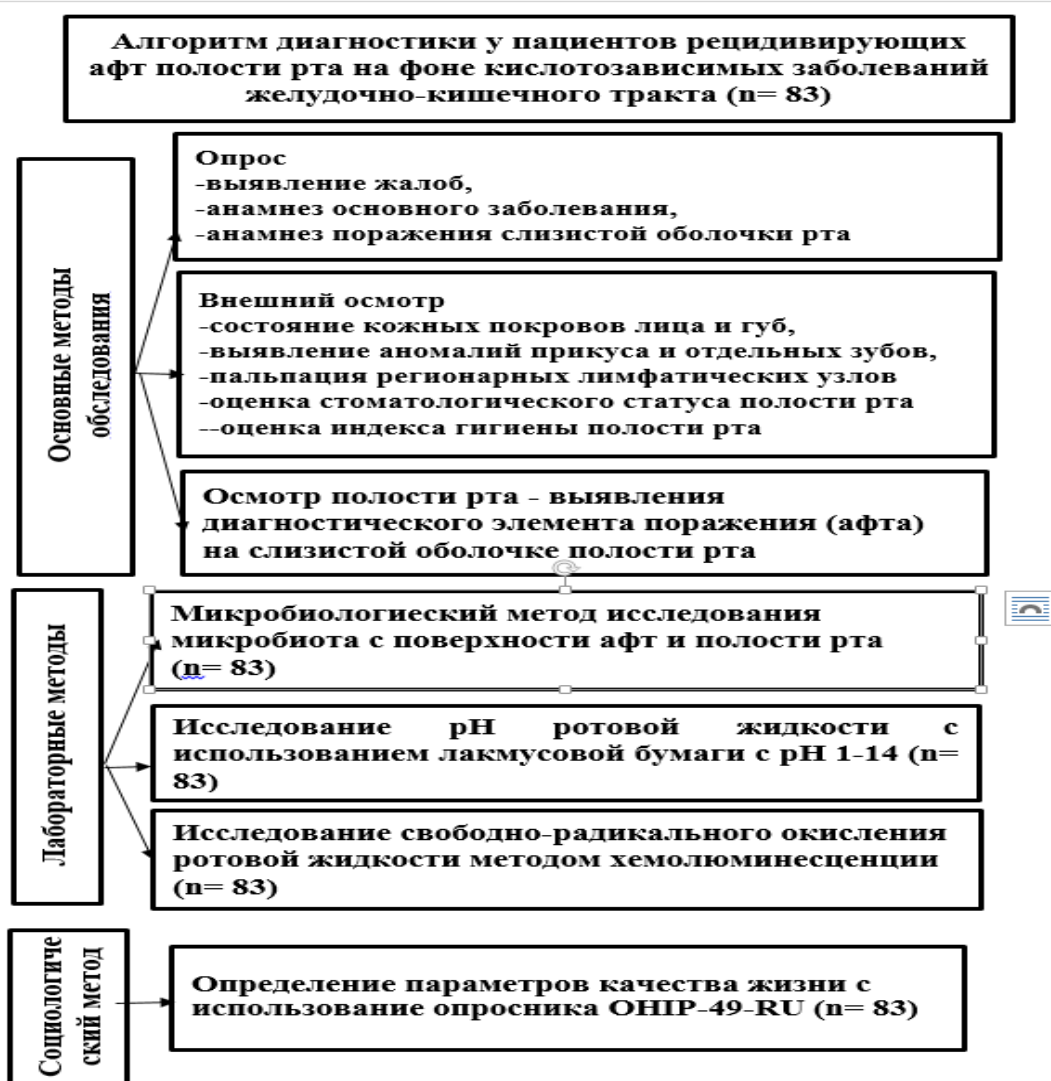 Алгоритм диагностики у пациентов рецидивирующих
афт полости рта на фоне кислотозависимых заболеваний
желудочно-кишечного тракта (n= 83)
Основные методы
обследования
Опрос
-выявление жалоб,
-анамнез основного заболевания,
-анамнез поражения слизистой оболочки рта
Внешний осмотр
-состояние кожных покровов лица и губ,
-выявление аномалий прикуса и отдельных зубов,
-пальпация регионарных лимфатических узлов
-оценка стоматологического статуса полости рта
--оценка индекса гигиены полости рта
Осмотр полости рта - выявления
диагностического элемента поражения (афта)
на слизистой оболочке полости рта
Лабораторные методы
Микробиологиеский метод исследования
микробиота с поверхности афт и полости рта
(n= 83)
Исследование pH ротовой жидкости с
использованием лакмусовой бумаги с pH 1-14 (n=
83)
Исследование свободно-радикального окисления
ротовой жидкости методом хемолюминесценции
(n= 83)
Социологиче
ский метод
Определение параметров качества жизни с
использование опросника OHIP-49-RU (n= 83)